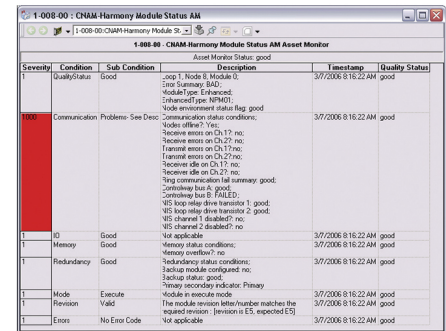 1-008-00 : CNAM-Harmony Module Status AM
1-008-00:CNAM-Harmony Module St
1-008-00 - CNAM-Harmony Module Status AM Asset Monitor
Asset Monitor Status: good
Severity Condition Sub Condition Description Timestamp Quality Status
1 QualityStatus Good Loop 1, Node 8, Module 0; 3/7/2006 8:16:22 AM good
Error Summary: BAD;
ModuleType: Enhanced;
EnhancedType: NPM01;
Node environment status flag: good
1000 Communication Problems- See Desc Communication status conditions; 3/7/2006 8:16:22 AM good
Nodes offline?: Yes;
Receive errors on Ch.1?: no;
Receive errors on Ch.2?: no;
Transmit errors on Ch.1?: no;
Transmit errors on Ch.2?: no;
Receiver idle on Ch.1?: no;
Receiver idle on Ch.2?: no;
Ring communication fail summary: good;
Controlway bus A: good;
Controlway bus B: FAILED;
NIS loop relay drive transistor 1: good;
NIS loop relay drive transistor 2: good;
NIS channel 1 disabled?: no;
NIS channel 2 disabled?: no
1 IO Good Not applicable 3/7/2006 8:16:22 AM good
1 Memory Good Memory status conditions; 3/7/2006 8:16:22 AM good
Memory overflow?: no
1 Redundancy Good Redundancy status conditions; 3/7/2006 8:16:22 AM good
Backup module configured: no;
Backup status: good;
Primary secondary indicator: Primary
1 Mode Execute Module in execute mode 3/7/2006 8:16:22 AM good
1 Revision Valid The module revision letter/number matches the 3/7/2006 8:16:22 AM good
required revision : [revision is E5, expected E5]
1 Errors No Error Code Not applicable 3/7/2006 8:16:22 AM good